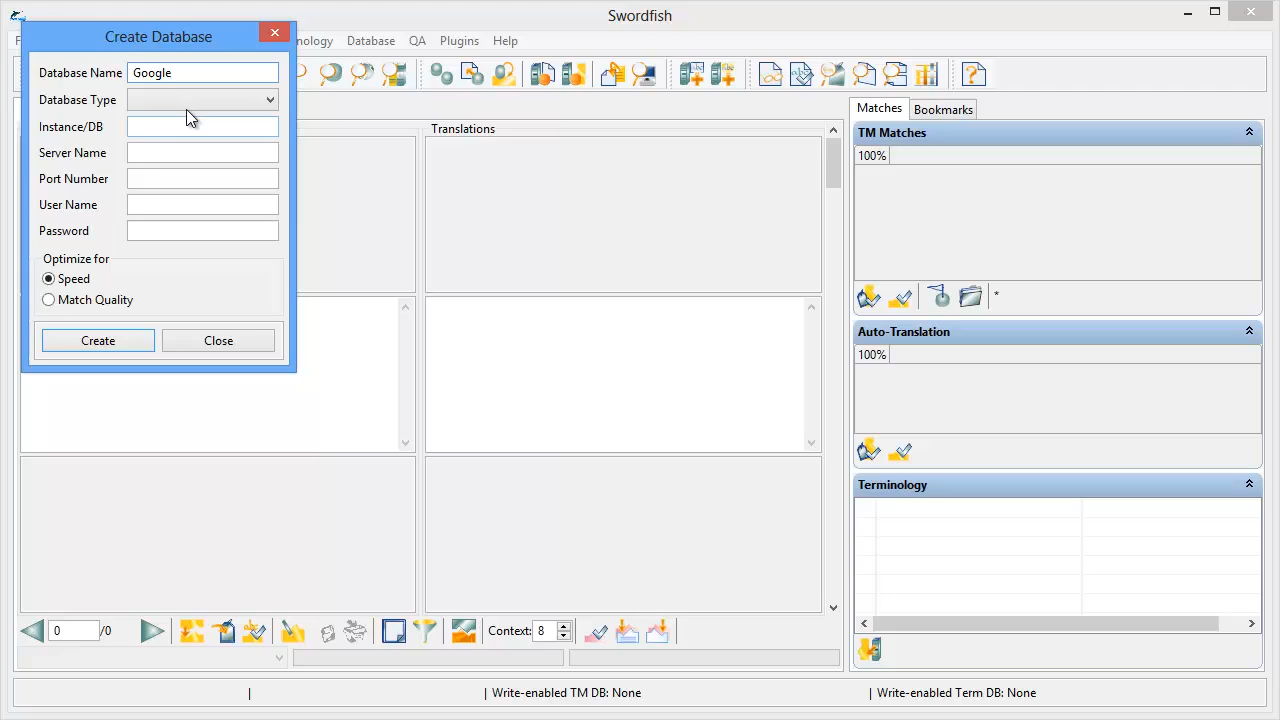 Swordfish
Create Database
F
nology
Database
QA
Plugins
Help
Database Name
Google
Database Type
Instance/DB
Server Name
Port Number
User Name
Password
Optimize for
Speed
Match Quality
Create
Close
Translations
Matches
Bookmarks
TM Matches
100%
*
Auto-Translation
100%
Terminology
0
/0
Context:
8
| 
| Write-enabled TM DB: None
| Write-enabled Term DB: None